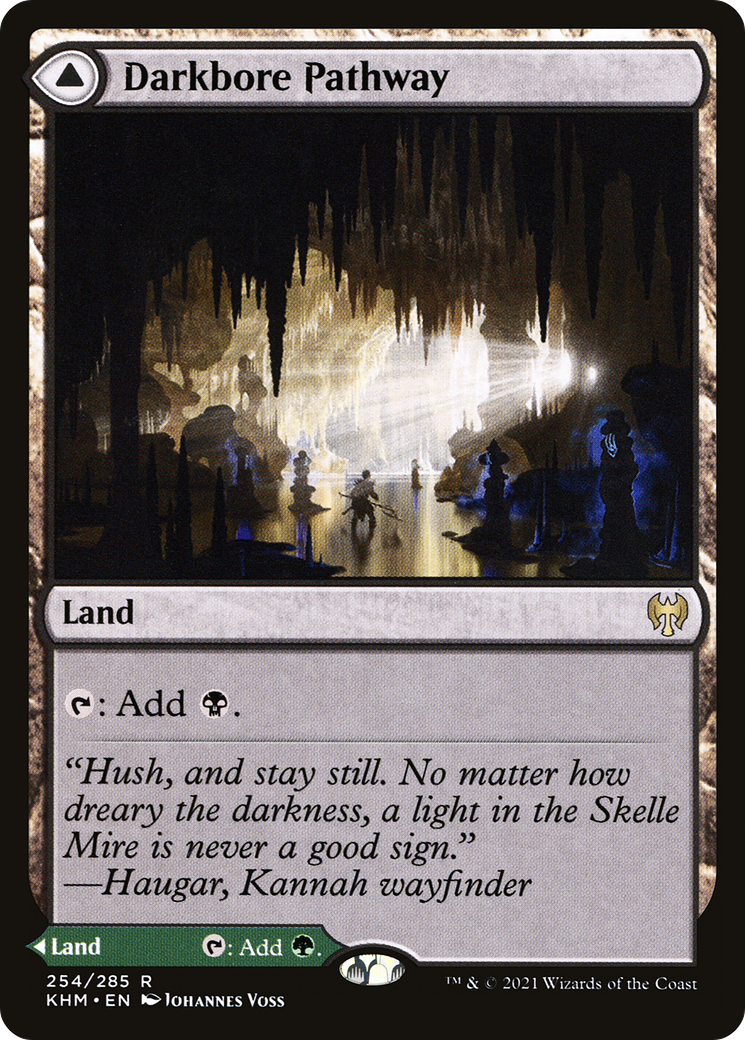 Darkbore Pathway
Land
: Add .
“Hush, and stay still. No matter how
dreary the darkness, a light in the Skelle
Mire is never a good sign.”
—Haugar, Kannah wayfinder
Land : Add .
254/285 R
KHM • EN Johannes Voss
™ & © 2021 Wizards of the Coast